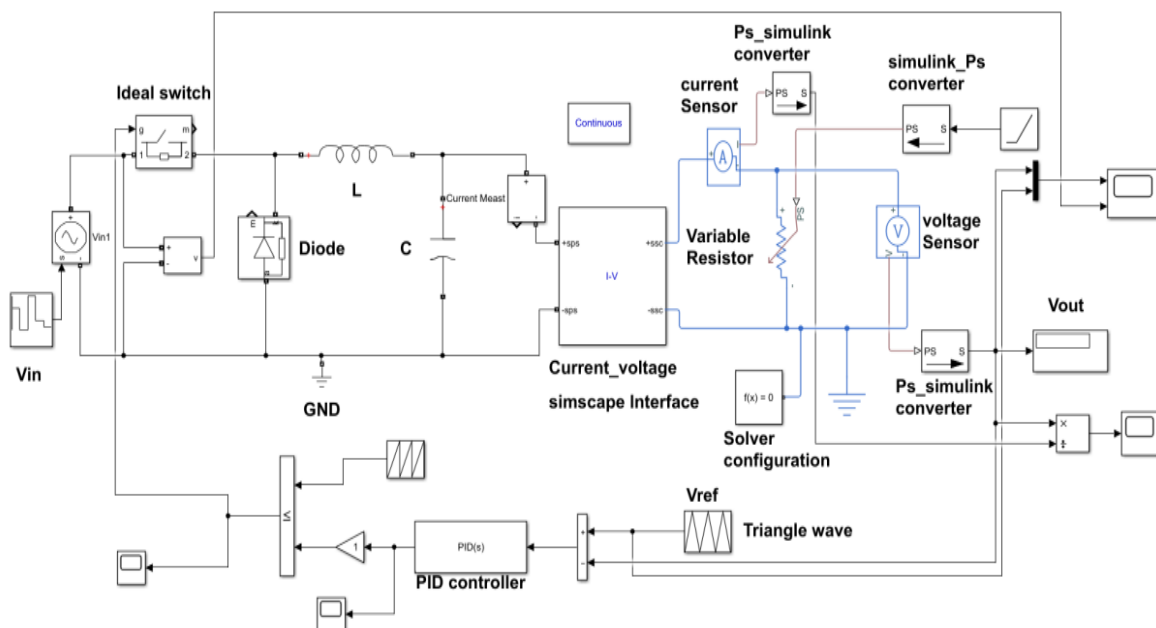 Ps_simulink
converter
simulink_Ps
converter
current
Sensor
Ideal switch
PS S
PS S
Continuous
g m
1 2
A
I
L
Current Meast
+
i -
PS
+
-
V
+
-
V
voltage
Sensor
Vin1
+
-
s
+
-
v
m
Diode
C
+sps +ssc
I-V
-sps -ssc
Variable
Resistor
Vin
GND
Current_voltage
simscape Interface
f(x) = 0
Solver
configuration
PS S
Ps_simulink
converter
Vout
×
÷
Vref
Triangle wave
1
PID(s)
PID controller
+
-